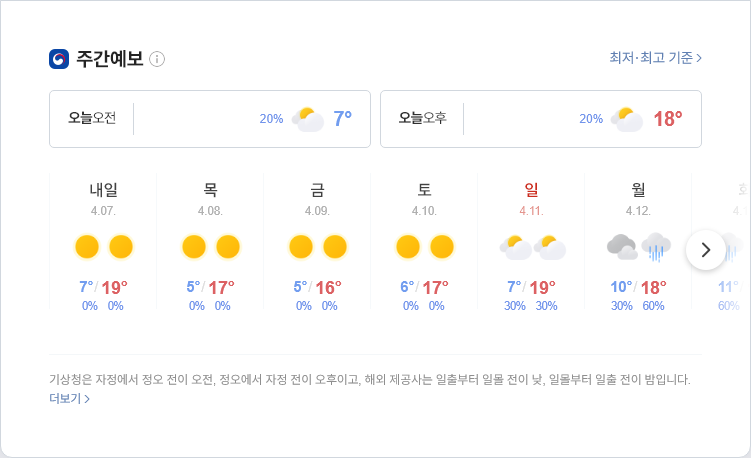 주간예보
최저·최고 기준
오늘오전 20% 7°
오늘오후 20% 18°
내일 목 금 토 일 월 화
4.07. 4.08. 4.09. 4.10. 4.11. 4.12. 4
7°/19° 5°/17° 5°/16° 6°/17° 7°/19° 10°/18° 11°
0% 0% 0% 0% 0% 0% 0% 0% 30% 30% 30% 60% 60%
기상청은 자정에서 정오 전이 오전, 정오에서 자정 전이 오후이고, 해외 제공사는 일출부터 일몰 전이 낮, 일몰부터 일출 전이 밤입니다.
더보기